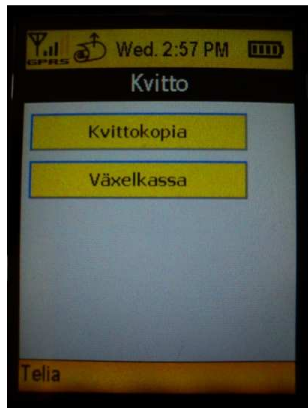 GPRS Wed. 2:57 PM
Kvitto
Kvittokopia
Växelkassa
Telia